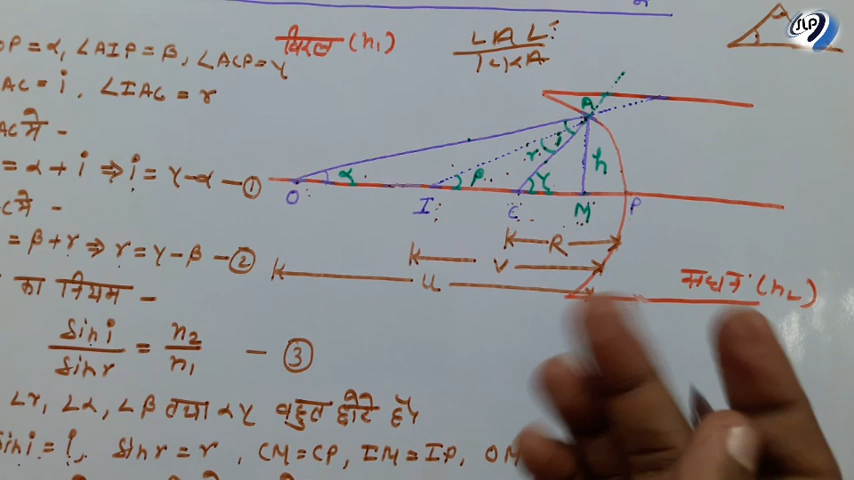 SLP
OP = α, ∠AIP = β, ∠ACP = γ
विरल (n₁)
AC = i, ∠IAC = r
AC में -
= α + i ⇒ i = γ - α - ①
में -
= β + r ⇒ r = γ - β - ②
का नियम -
sin i / sin r = n₂ / n₁ - ③
∠r, ∠α, ∠β तथा ∠γ बहुत छोटे हैं
sin i = i, sin r = r, CM = CP, IM = IP, OM
A
r i
h
O α I β C γ M P
R
V
U
सघन (n₂)